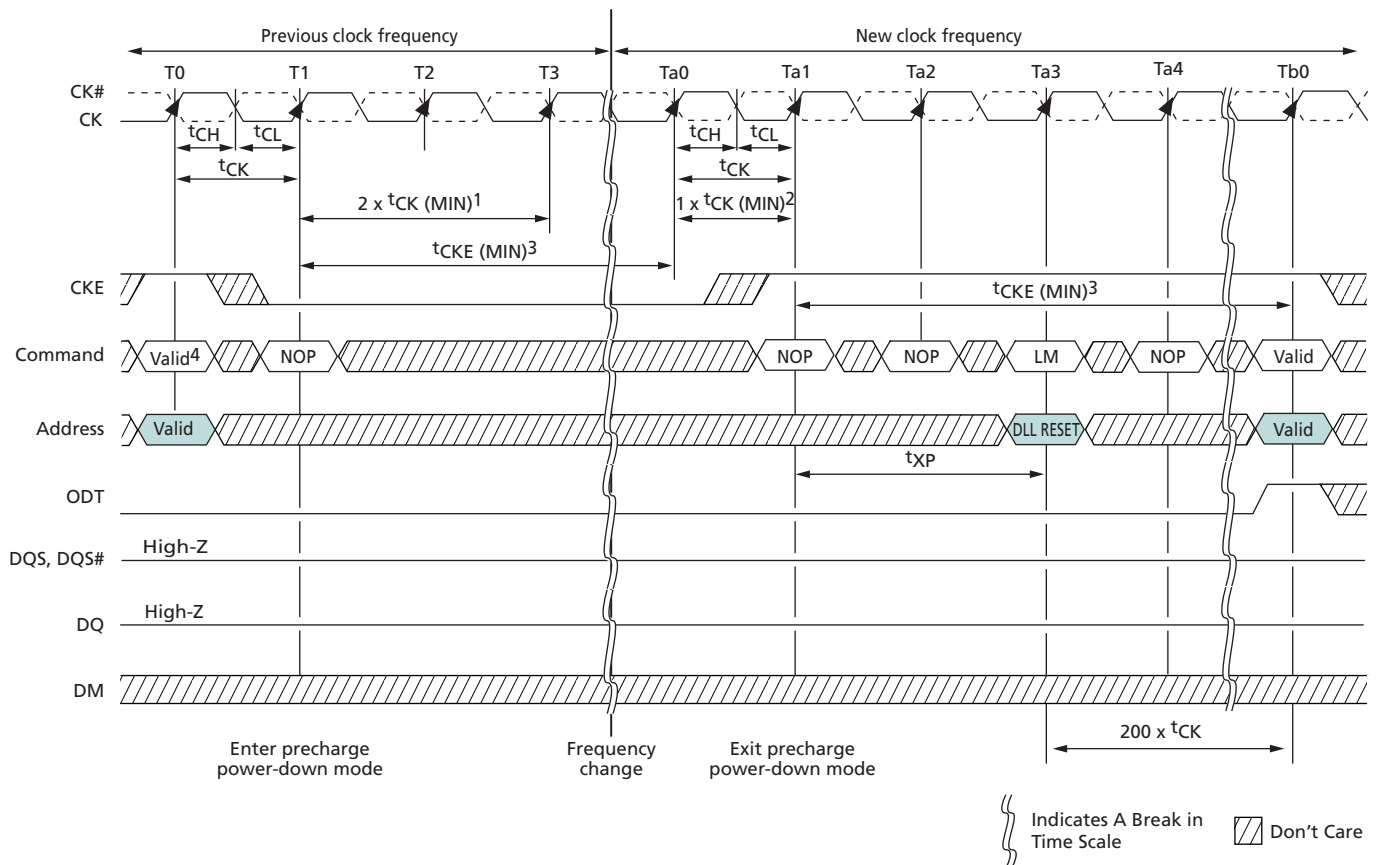 Previous clock frequency New clock frequency
T0 T1 T2 T3 Ta0 Ta1 Ta2 Ta3 Ta4 Tb0
CK#
CK
tCH tCL tCH tCL
tCK tCK
2 x tCK (MIN)1 1 x tCK (MIN)2
tCKE (MIN)3
CKE tCKE (MIN)3
Command Valid4 NOP NOP NOP LM NOP Valid
Address Valid DLL RESET Valid
tXP
ODT
DQS, DQS# High-Z
DQ High-Z
DM
200 x tCK
Enter precharge
power-down mode
Frequency
change
Exit precharge
power-down mode
Indicates A Break in
Time Scale
Don't Care